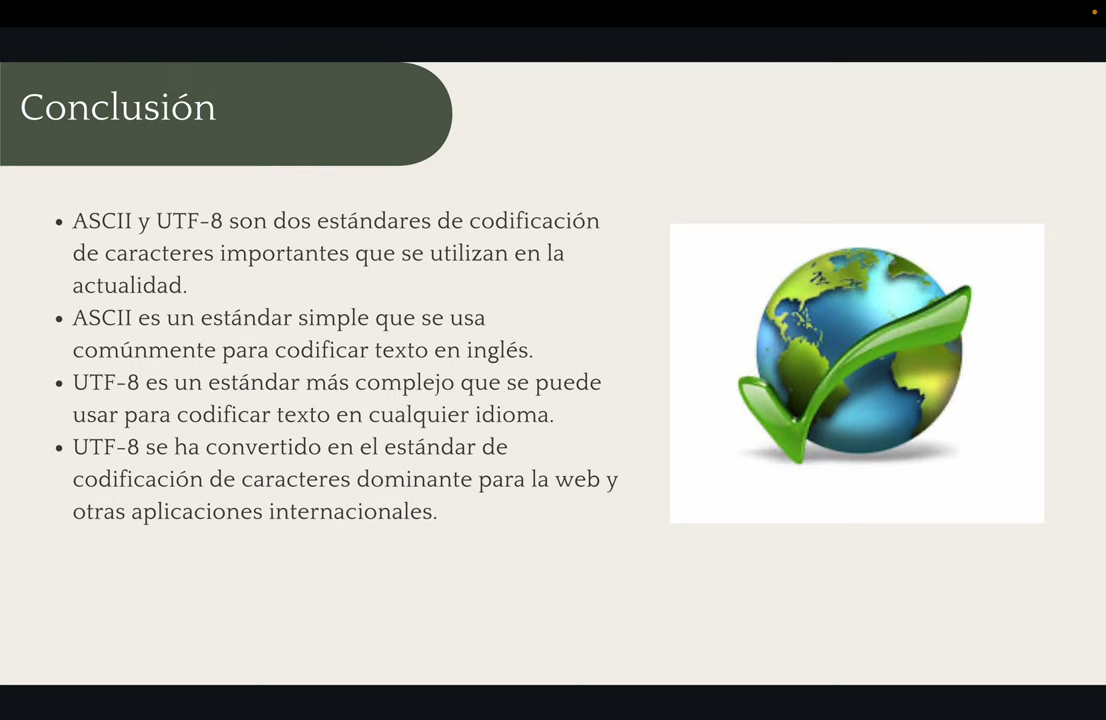 Conclusión
• ASCII y UTF-8 son dos estándares de codificación
de caracteres importantes que se utilizan en la
actualidad.
• ASCII es un estándar simple que se usa
comúnmente para codificar texto en inglés.
• UTF-8 es un estándar más complejo que se puede
usar para codificar texto en cualquier idioma.
• UTF-8 se ha convertido en el estándar de
codificación de caracteres dominante para la web y
otras aplicaciones internacionales.